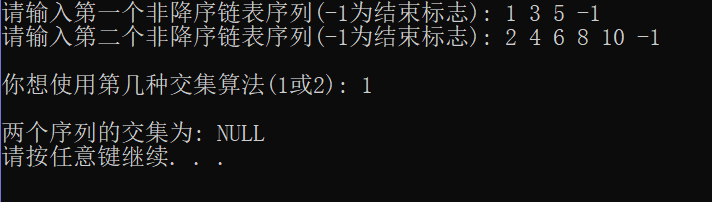 请输入第一个非降序链表序列(-1为结束标志): 1 3 5 -1
请输入第二个非降序链表序列(-1为结束标志): 2 4 6 8 10 -1
你想使用第几种交集算法(1或2): 1
两个序列的交集为: NULL
请按任意键继续. . .